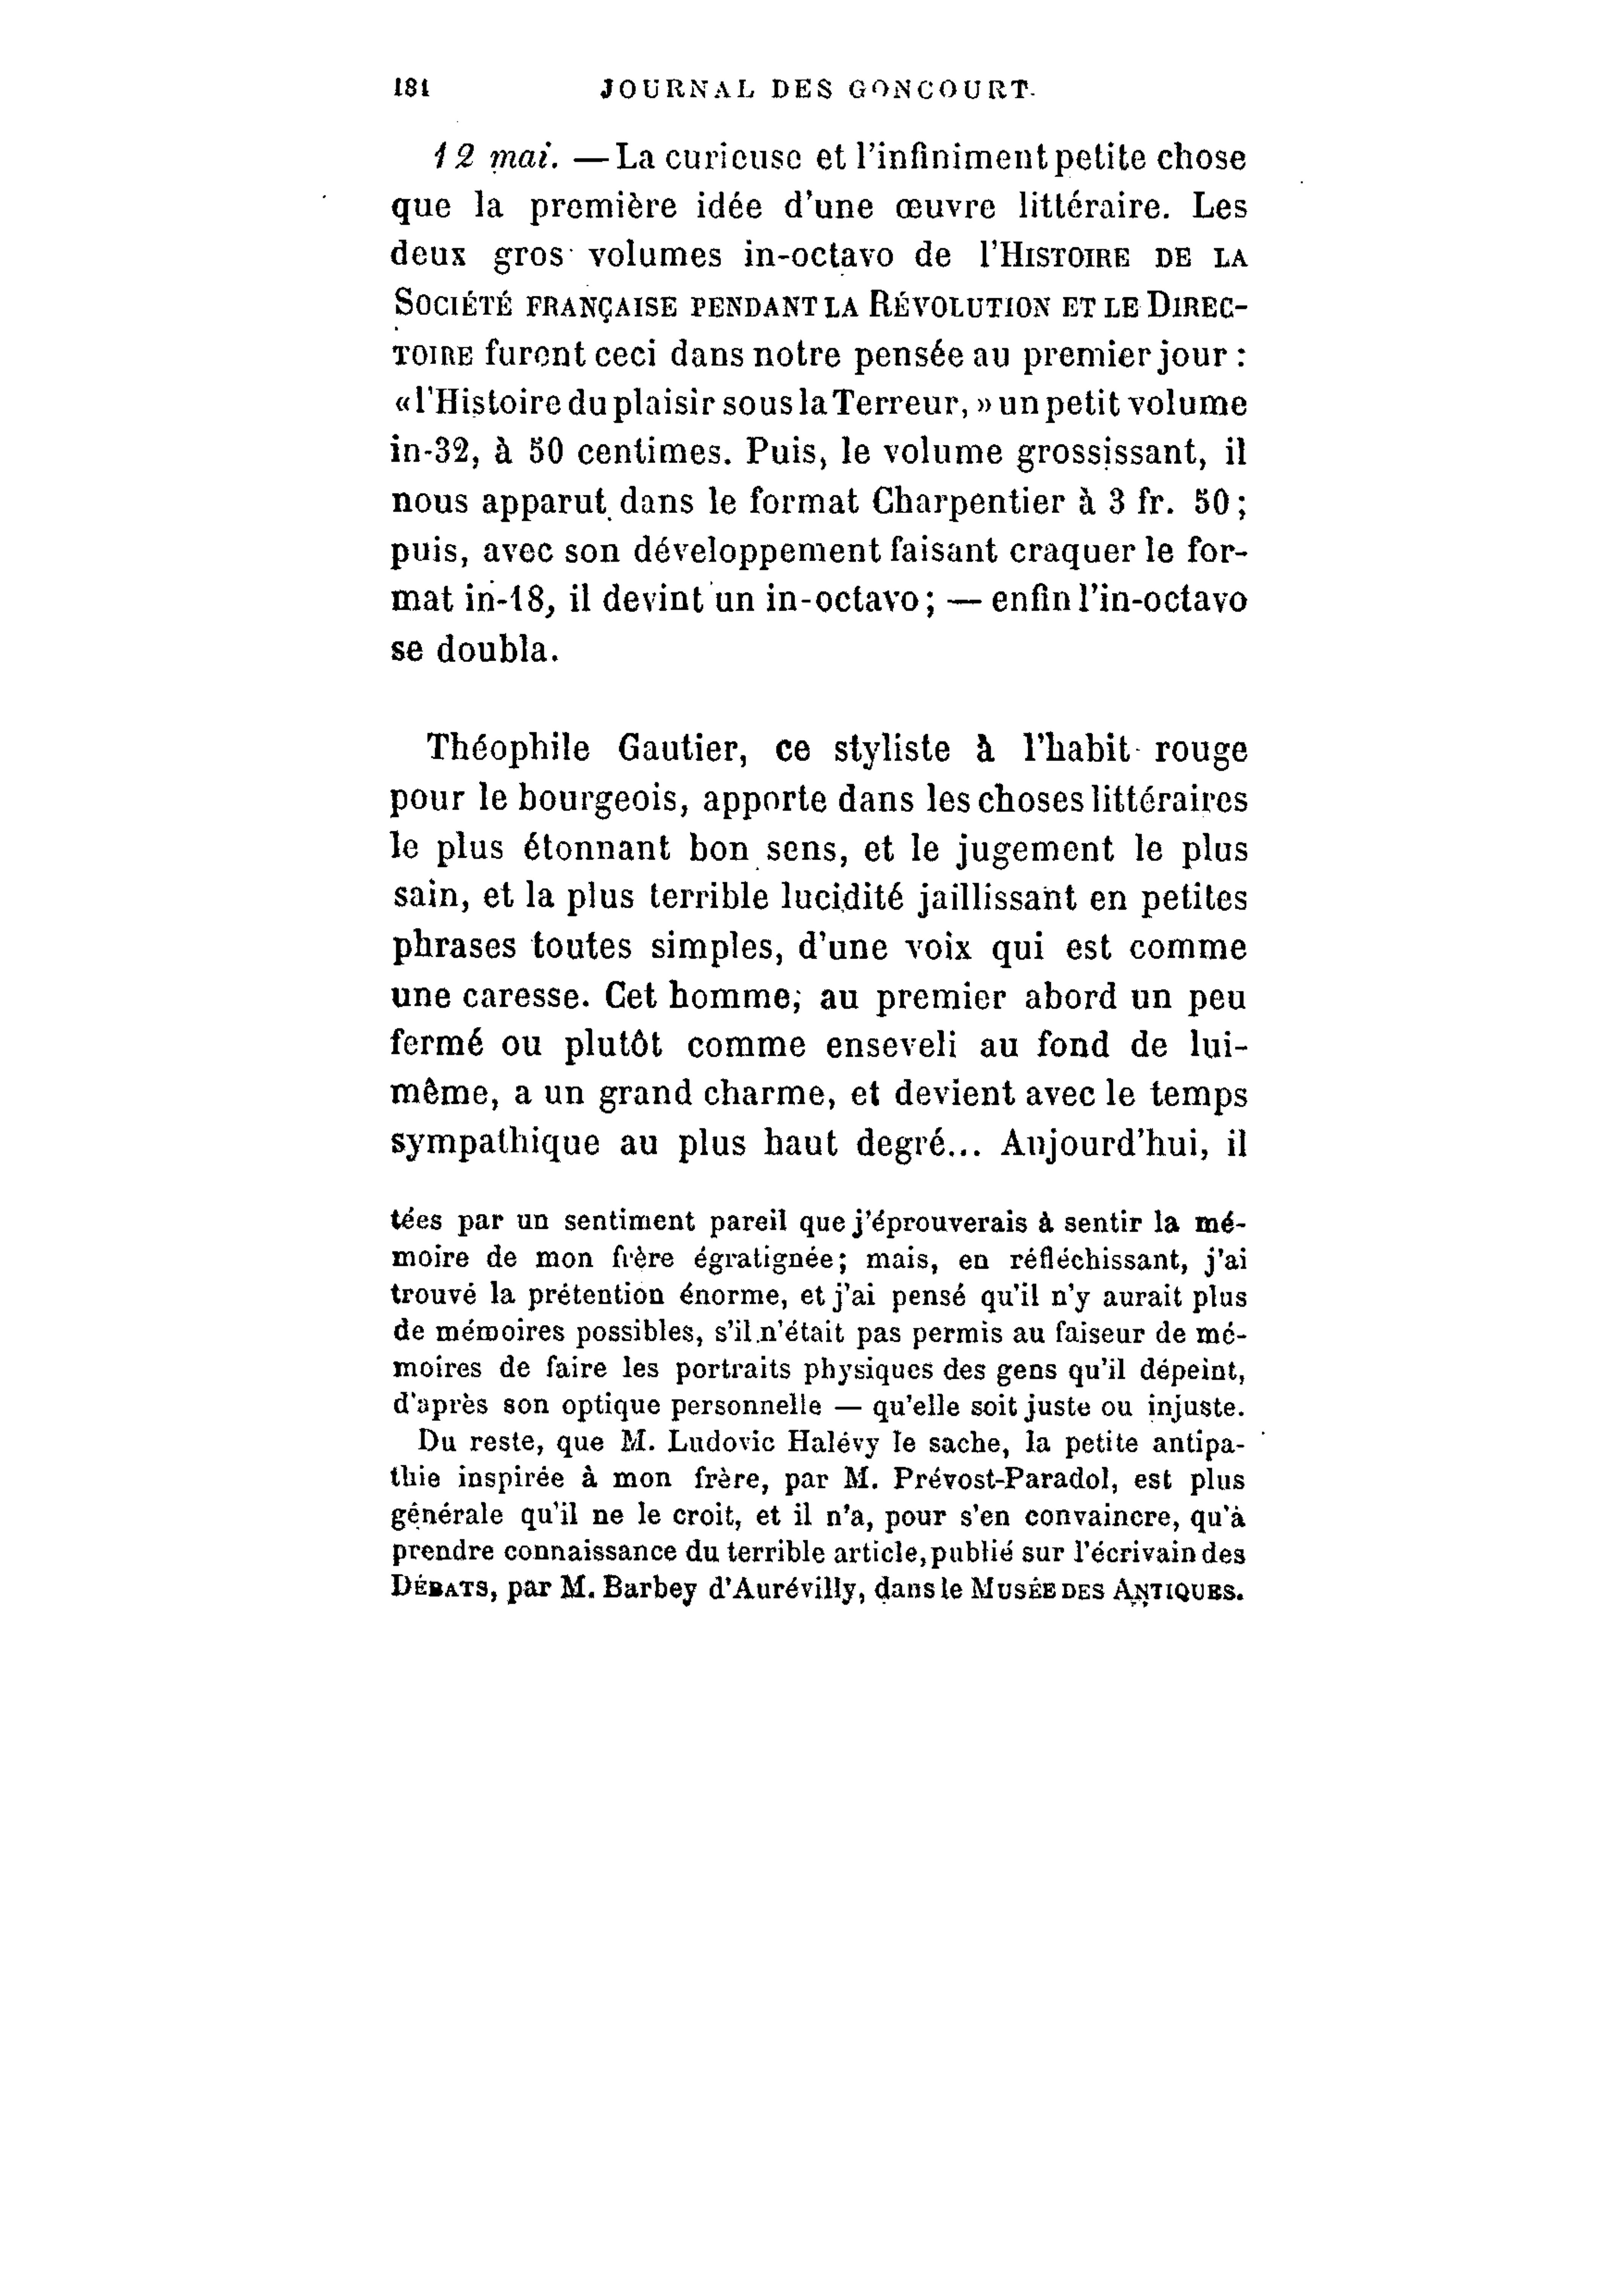 181 JOURNAL DES GONCOURT.
12 mai. — La curieuse et l'infiniment petite chose
que la première idée d'une œuvre littéraire. Les
deux gros volumes in-octavo de l'HISTOIRE DE LA
SOCIÉTÉ FRANÇAISE PENDANT LA RÉVOLUTION ET LE DIREC-
TOIRE furent ceci dans notre pensée au premier jour :
« l'Histoire du plaisir sous la Terreur, » un petit volume
in-32, à 50 centimes. Puis, le volume grossissant, il
nous apparut dans le format Charpentier à 3 fr. 50 ;
puis, avec son développement faisant craquer le for-
mat in-18, il devint un in-octavo ; — enfin l'in-octavo
se doubla.
Théophile Gautier, ce styliste à l'habit rouge
pour le bourgeois, apporte dans les choses littéraires
le plus étonnant bon sens, et le jugement le plus
sain, et la plus terrible lucidité jaillissant en petites
phrases toutes simples, d'une voix qui est comme
une caresse. Cet homme, au premier abord un peu
fermé ou plutôt comme enseveli au fond de lui-
même, a un grand charme, et devient avec le temps
sympathique au plus haut degré... Aujourd'hui, il
tées par un sentiment pareil que j'éprouverais à sentir la mé-
moire de mon frère égratignée; mais, en réfléchissant, j'ai
trouvé la prétention énorme, et j'ai pensé qu'il n'y aurait plus
de mémoires possibles, s'il n'était pas permis au faiseur de mé-
moires de faire les portraits physiques des gens qu'il dépeint,
d'après son optique personnelle — qu'elle soit juste ou injuste.
Du reste, que M. Ludovic Halévy le sache, la petite antipa-
thie inspirée à mon frère, par M. Prévost-Paradol, est plus
générale qu'il ne le croit, et il n'a, pour s'en convaincre, qu'à
prendre connaissance du terrible article, publié sur l'écrivain des
DÉBATS, par M. Barbey d'Aurévilly, dans le MUSÉE DES ANTIQUES.